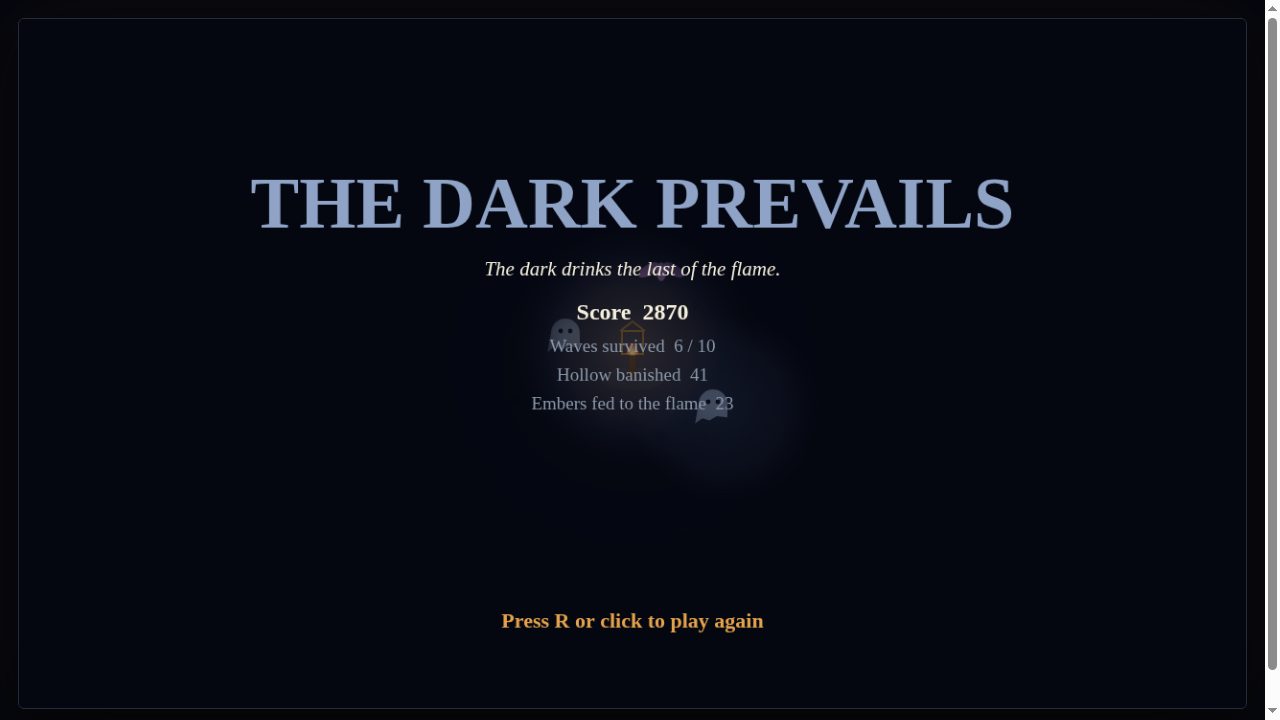 THE DARK PREVAILS
The dark drinks the last of the flame.
Score 2870
Waves survived 6 / 10
Hollow banished 41
Embers fed to the flame 23
Press R or click to play again